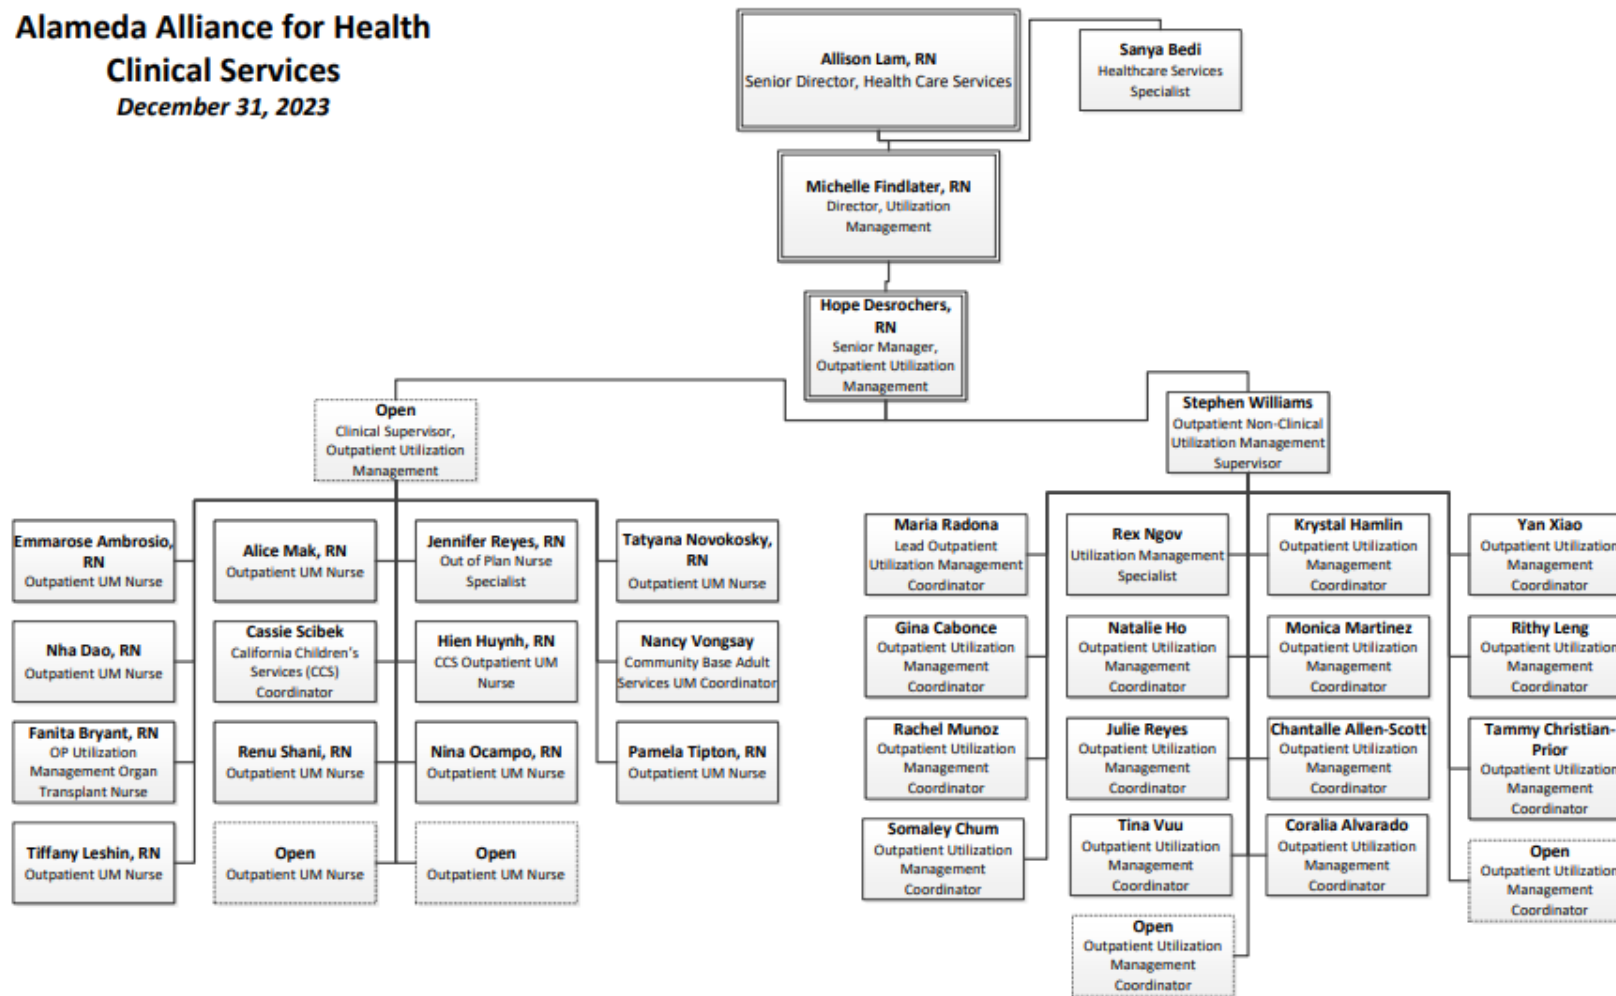 Alameda Alliance for Health
Clinical Services
December 31, 2023
Allison Lam, RN
Senior Director, Health Care Services
Sanya Bedi
Healthcare Services
Specialist
Michelle Findlater, RN
Director, Utilization
Management
Hope Desrochers,
RN
Senior Manager,
Outpatient Utilization
Management
Open
Clinical Supervisor,
Outpatient Utilization
Management
Stephen Williams
Outpatient Non-Clinical
Utilization Management
Supervisor
Emmarose Ambrosio,
RN
Outpatient UM Nurse
Alice Mak, RN
Outpatient UM Nurse
Jennifer Reyes, RN
Out of Plan Nurse
Specialist
Tatyana Novokosky,
RN
Outpatient UM Nurse
Nha Dao, RN
Outpatient UM Nurse
Cassie Scibek
California Children's
Services (CCS)
Coordinator
Hien Huynh, RN
CCS Outpatient UM
Nurse
Nancy Vongsay
Community Base Adult
Services UM Coordinator
Fanita Bryant, RN
OP Utilization
Management Organ
Transplant Nurse
Renu Shani, RN
Outpatient UM Nurse
Nina Ocampo, RN
Outpatient UM Nurse
Pamela Tipton, RN
Outpatient UM Nurse
Tiffany Leshin, RN
Outpatient UM Nurse
Open
Outpatient UM Nurse
Open
Outpatient UM Nurse
Maria Radona
Lead Outpatient
Utilization Management
Coordinator
Rex Ngov
Utilization Management
Specialist
Krystal Hamlin
Outpatient Utilization
Management
Coordinator
Yan Xiao
Outpatient Utilization
Management
Coordinator
Gina Cabonce
Outpatient Utilization
Management
Coordinator
Natalie Ho
Outpatient Utilization
Management
Coordinator
Monica Martinez
Outpatient Utilization
Management
Coordinator
Rithy Leng
Outpatient Utilization
Management
Coordinator
Rachel Munoz
Outpatient Utilization
Management
Coordinator
Julie Reyes
Outpatient Utilization
Management
Coordinator
Chantalle Allen-Scott
Outpatient Utilization
Management
Coordinator
Tammy Christian-
Prior
Outpatient Utilization
Management
Coordinator
Somaley Chum
Outpatient Utilization
Management
Coordinator
Tina Vuu
Outpatient Utilization
Management
Coordinator
Coralia Alvarado
Outpatient Utilization
Management
Coordinator
Open
Outpatient Utilization
Management
Coordinator
Open
Outpatient Utilization
Management
Coordinator